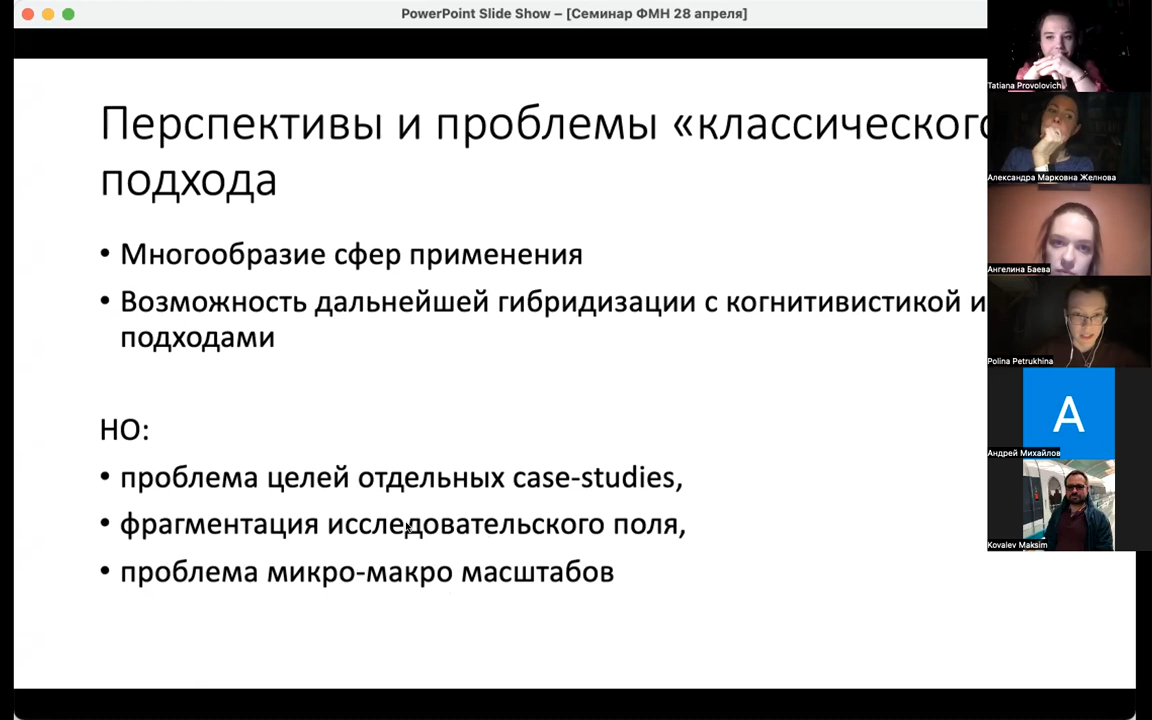 PowerPoint Slide Show – [Семинар ФМН 28 апреля]
Перспективы и проблемы «классического
подхода
• Многообразие сфер применения
• Возможность дальнейшей гибридизации с когнитивистикой и
подходами
НО:
• проблема целей отдельных case-studies,
• фрагментация исследовательского поля,
• проблема микро-макро масштабов
Tatiana Provolovich
Александра Марковна Желнова
Ангелина Баева
Polina Petrukhina
А
Андрей Михайлов
Kovalev Maksim